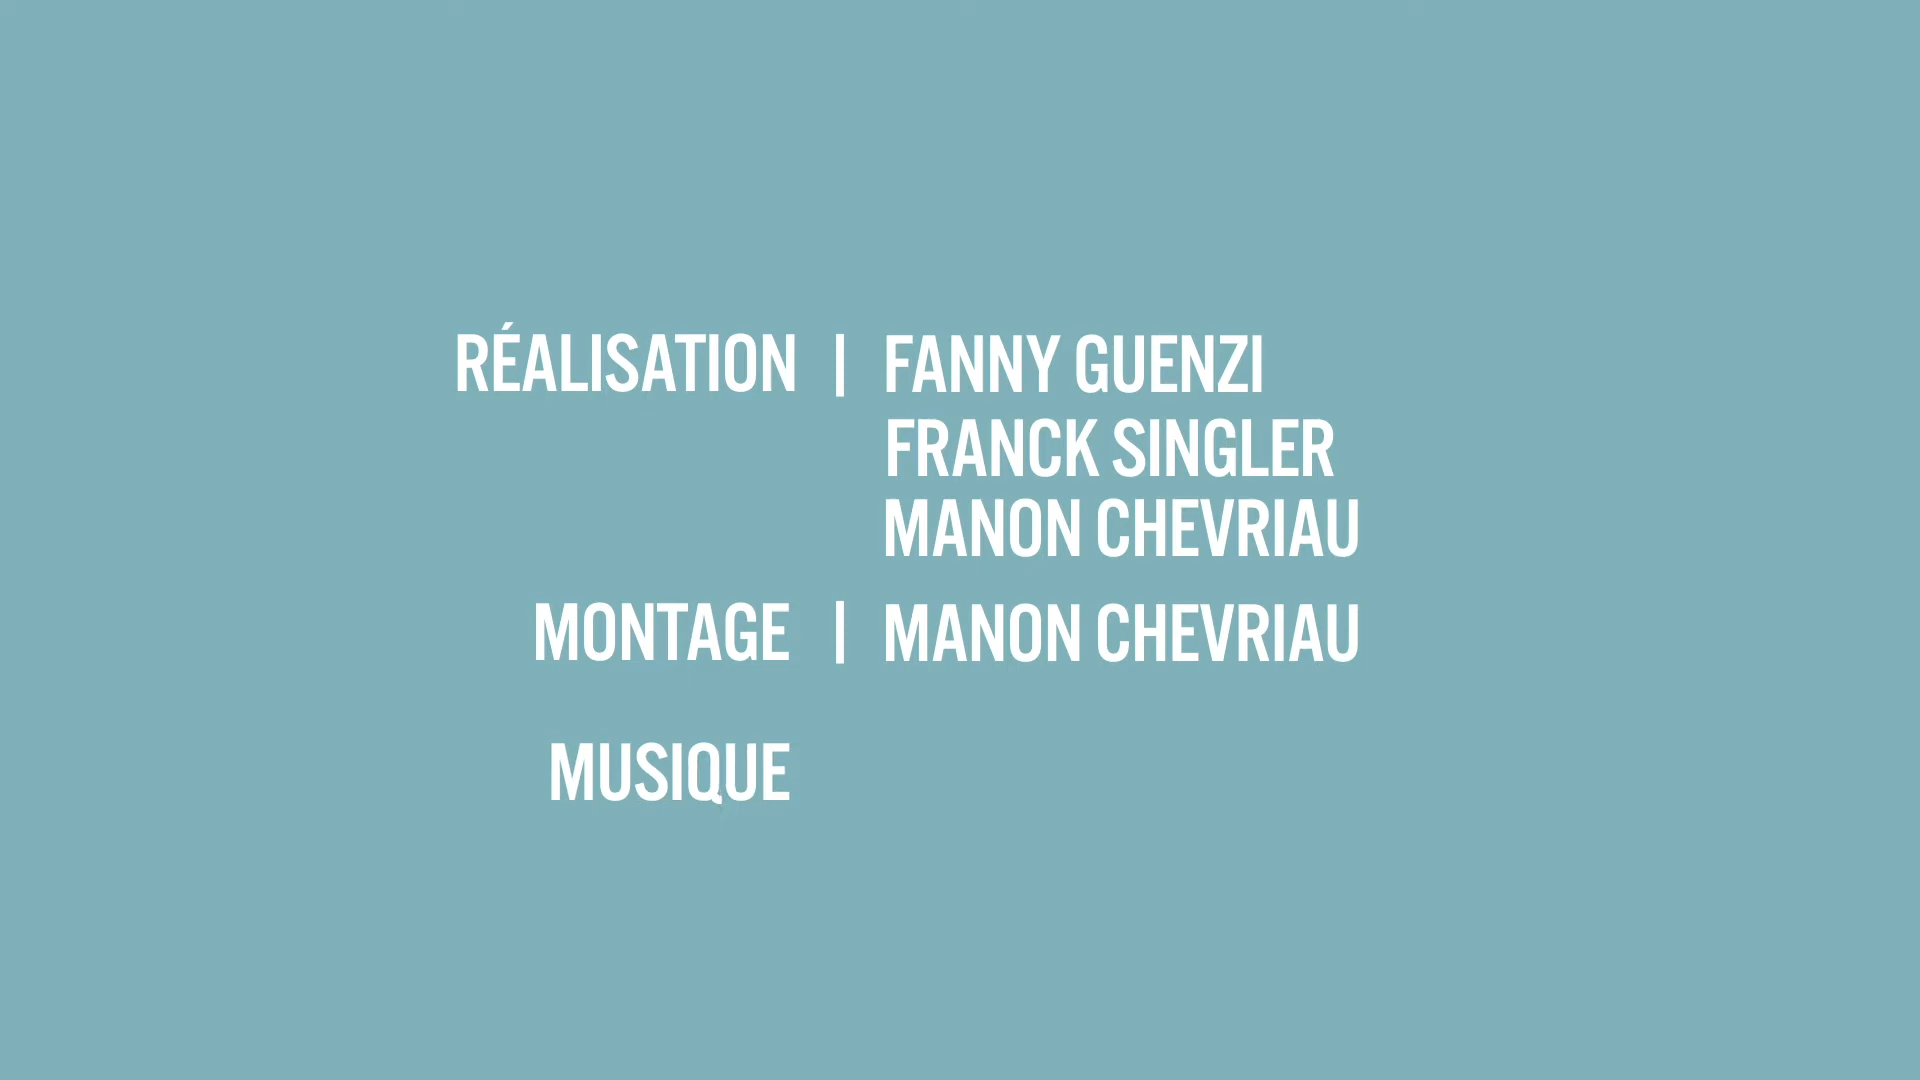 RÉALISATION | FANNY GUENZI
FRANCK SINGLER
MANON CHEVRIAU
MONTAGE | MANON CHEVRIAU
MUSIQUE